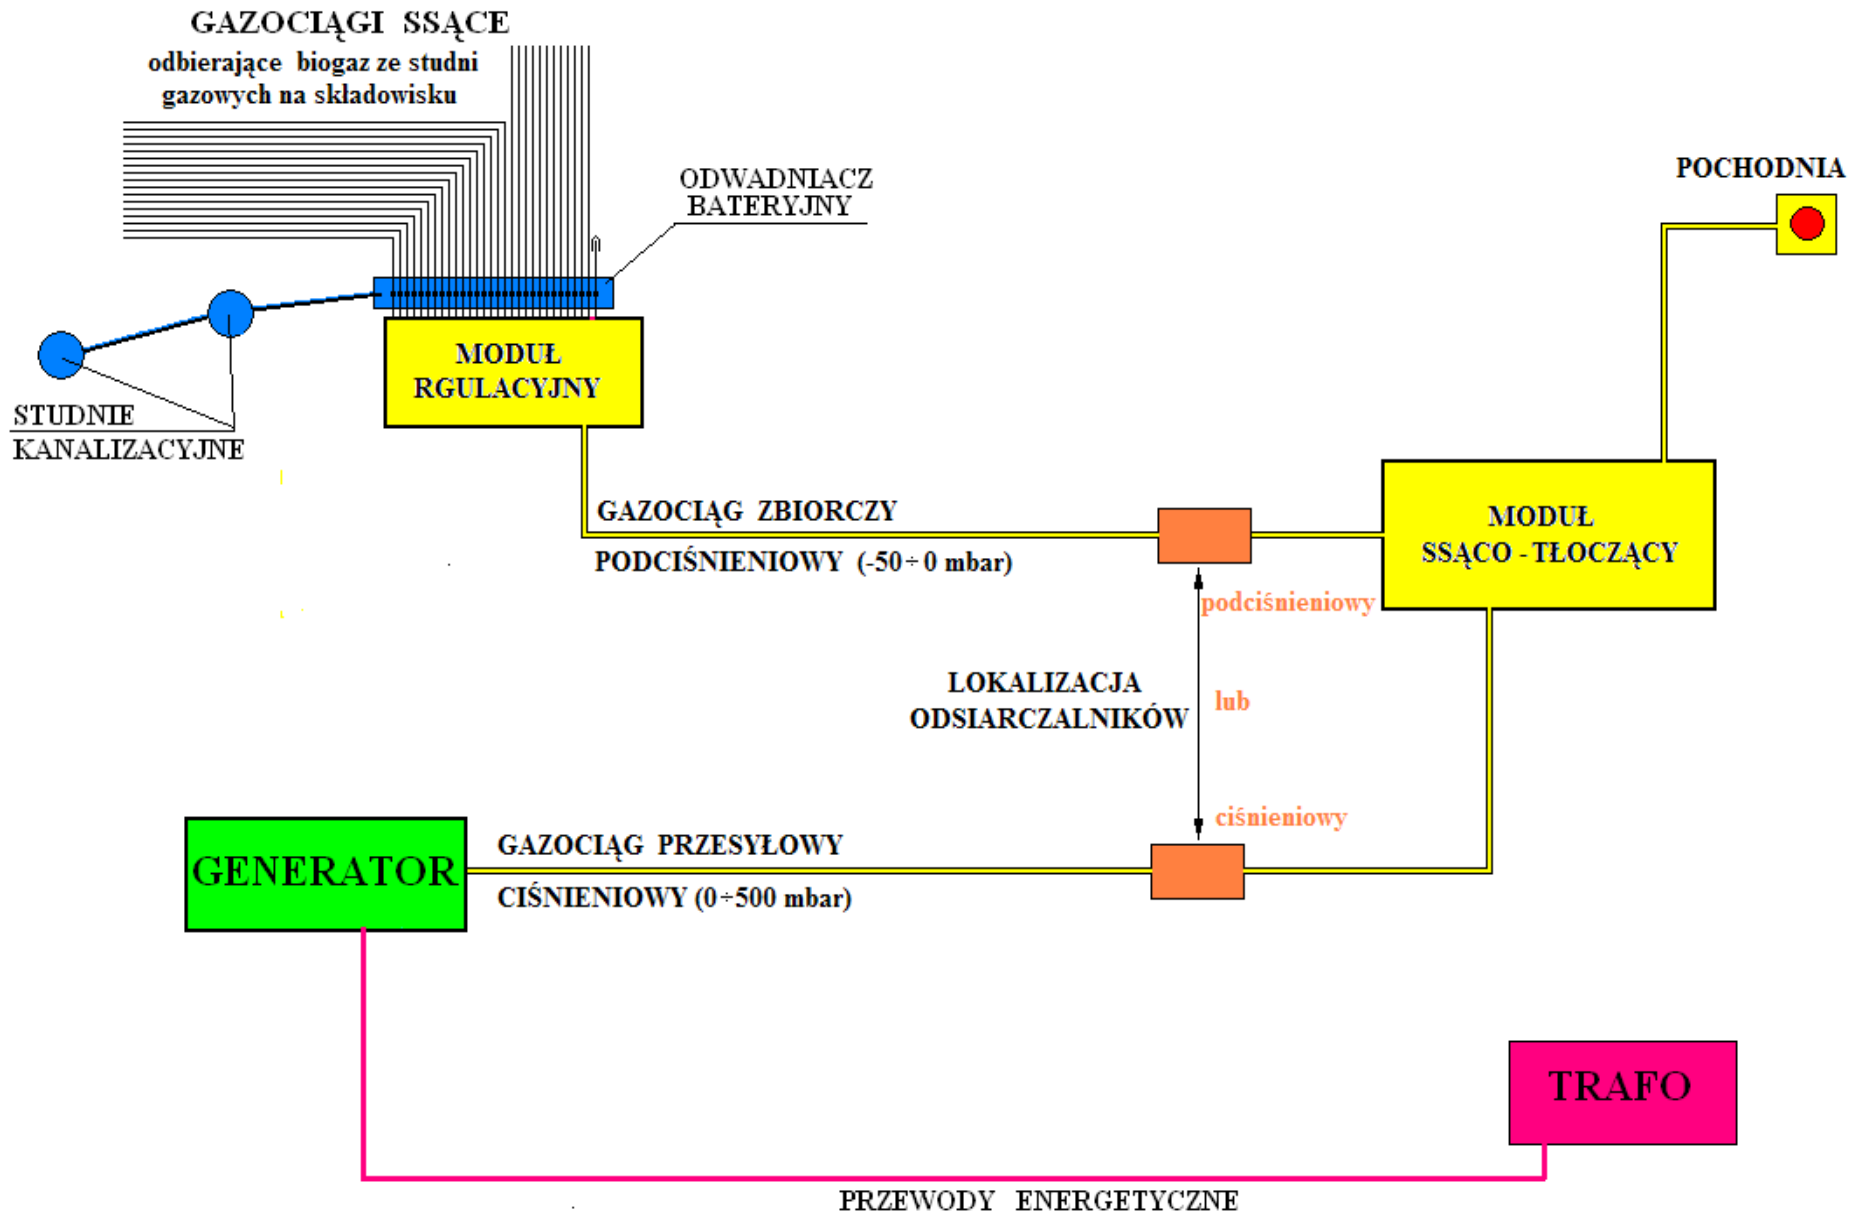 GAZOCIĄGI SSĄCE
odbierające biogaz ze studni
gazowych na składowisku
ODWADNIACZ
BATERYJNY
POCHODNIA
MODUŁ
RGULACYJNY
STUDNIE
KANALIZACYJNE
GAZOCIĄG ZBIORCZY
PODCIŚNIENIOWY (-50÷0 mbar)
MODUŁ
SSĄCO - TŁOCZĄCY
podciśnieniowy
LOKALIZACJA
ODSIARCZALNIKÓW
lub
ciśnieniowy
GENERATOR
GAZOCIĄG PRZESYŁOWY
CIŚNIENIOWY (0÷500 mbar)
TRAFO
PRZEWODY ENERGETYCZNE